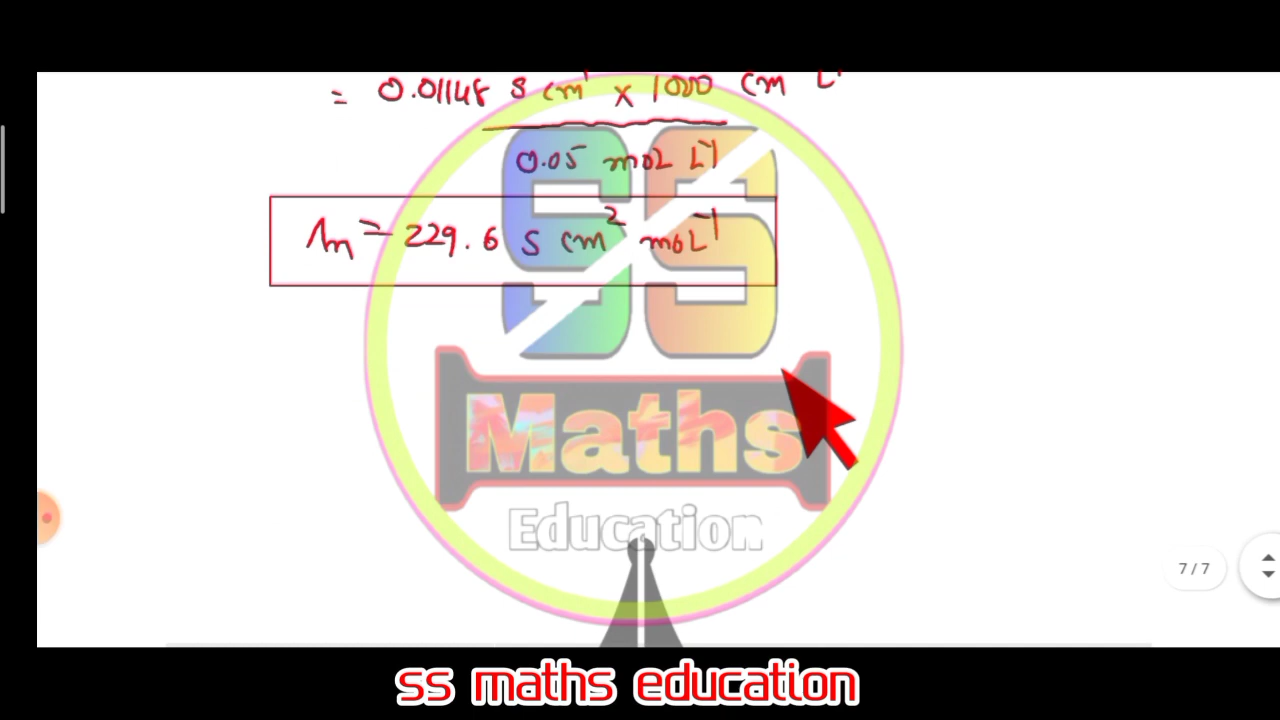 = 0.01148 S cm⁻¹ x 1000 cm L⁻¹
0.05 mol L⁻¹
Λm = 229.6 S cm² mol⁻¹
SS
Maths
Education
7 / 7
ss maths education